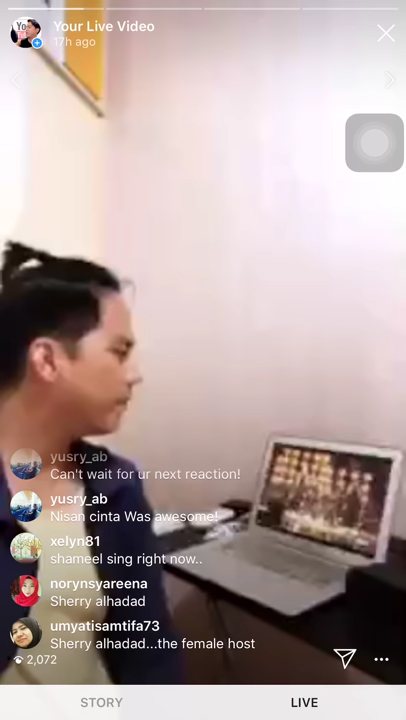 Yo
Your Live Video
17h ago
yusry_ab
Can't wait for ur next reaction!
yusry_ab
Nisan cinta Was awesome!
xelyn81
shameel sing right now..
norynsyareena
Sherry alhadad
umyatisamtifa73
Sherry alhadad...the female host
2,072
STORY
LIVE